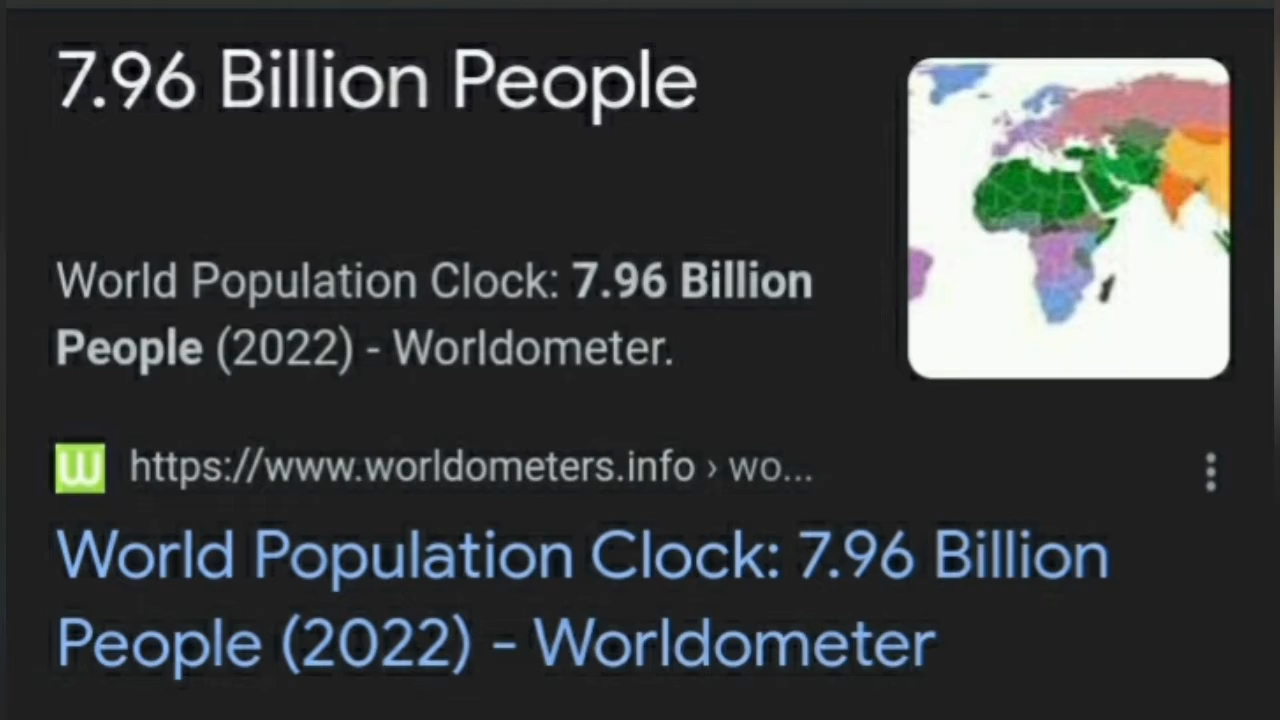 7.96 Billion People
World Population Clock: 7.96 Billion
People (2022) - Worldometer.
W https://www.worldometers.info › wo...
World Population Clock: 7.96 Billion
People (2022) - Worldometer